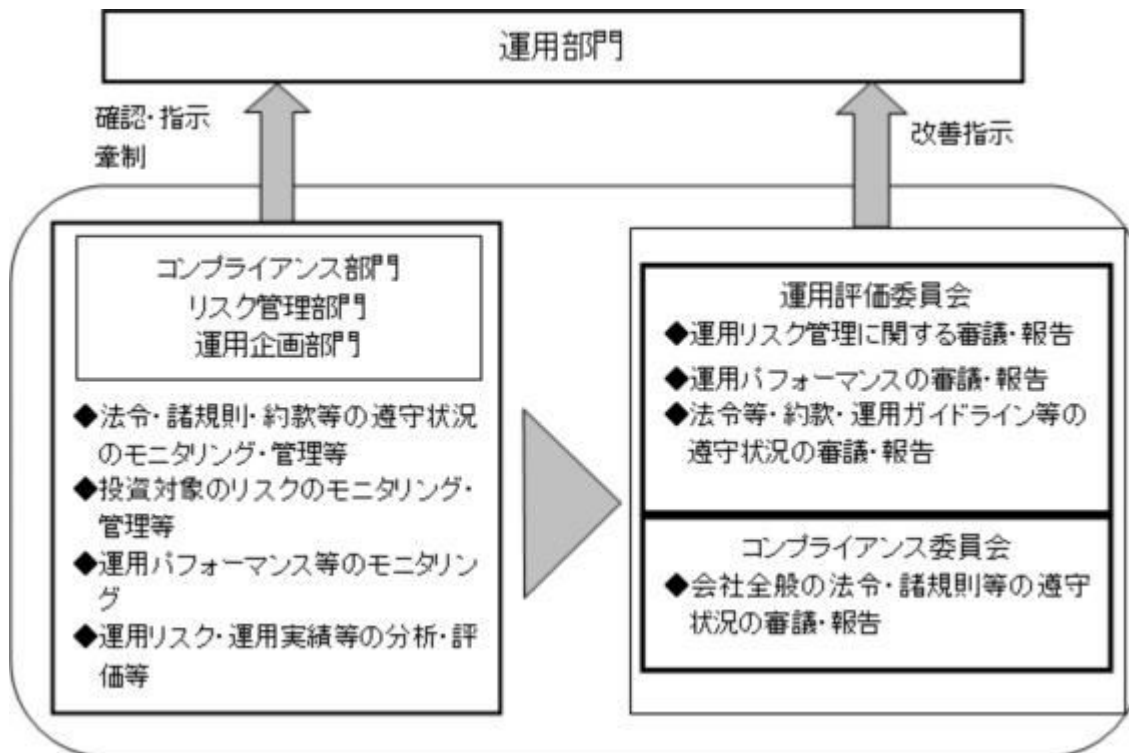 運用部門
確認・指示
牽制
改善指示
コンプライアンス部門
リスク管理部門
運用企画部門
◆法令・諸規則・約款等の遵守状況
のモニタリング・管理等
◆投資対象のリスクのモニタリング・
管理等
◆運用パフォーマンス等のモニタリン
グ
◆運用リスク・運用実績等の分析・評
価等
運用評価委員会
◆運用リスク管理に関する審議・報告
◆運用パフォーマンスの審議・報告
◆法令等・約款・運用ガイドライン等の
遵守状況の審議・報告
コンプライアンス委員会
◆会社全般の法令・諸規則等の遵守
状況の審議・報告